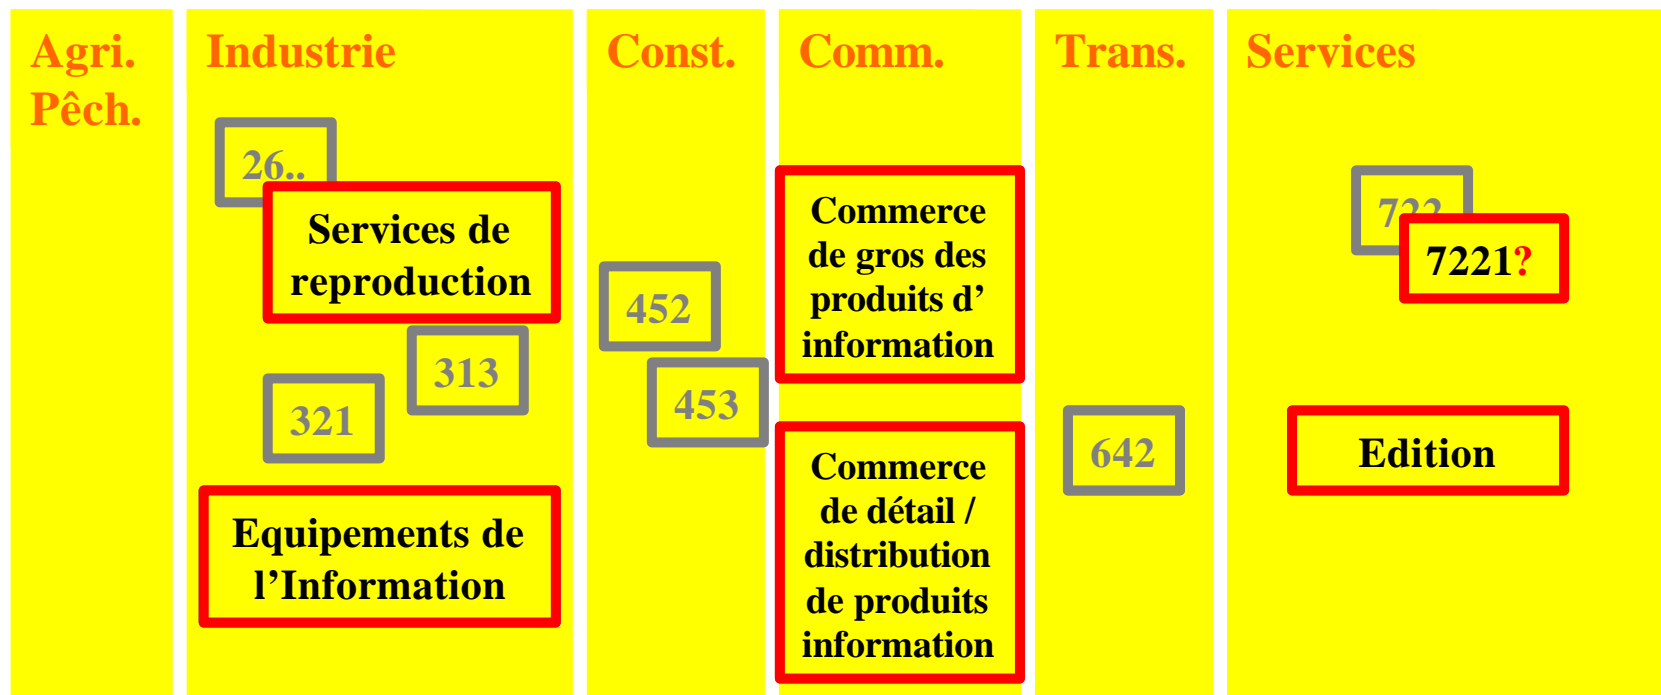 Agri.
Pêch.
Industrie
26..
Services de
reproduction
313
321
Equipements de
l’Information
Const.
452
453
Comm.
Commerce
de gros des
produits d’
information
Commerce
de détail /
distribution
de produits
information
Trans.
642
Services
722
7221?
Edition